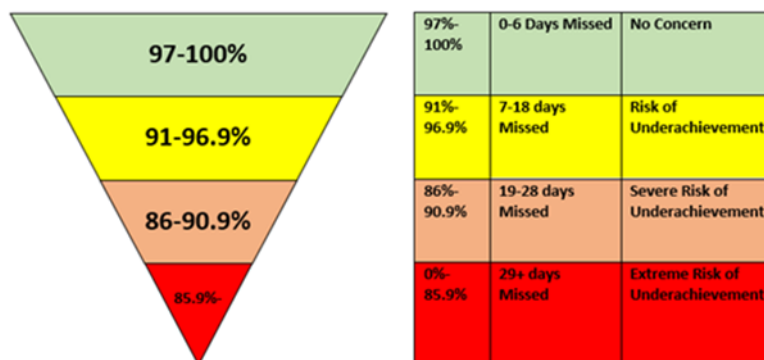 97-100%
91-96.9%
86-90.9%
85.9%-
97%-
100%
0-6 Days Missed
No Concern
91%-
96.9%
7-18 days
Missed
Risk of
Underachievement
86%-
90.9%
19-28 days
Missed
Severe Risk of
Underachievement
0%-
85.9%
29+ days
Missed
Extreme Risk of
Underachievement